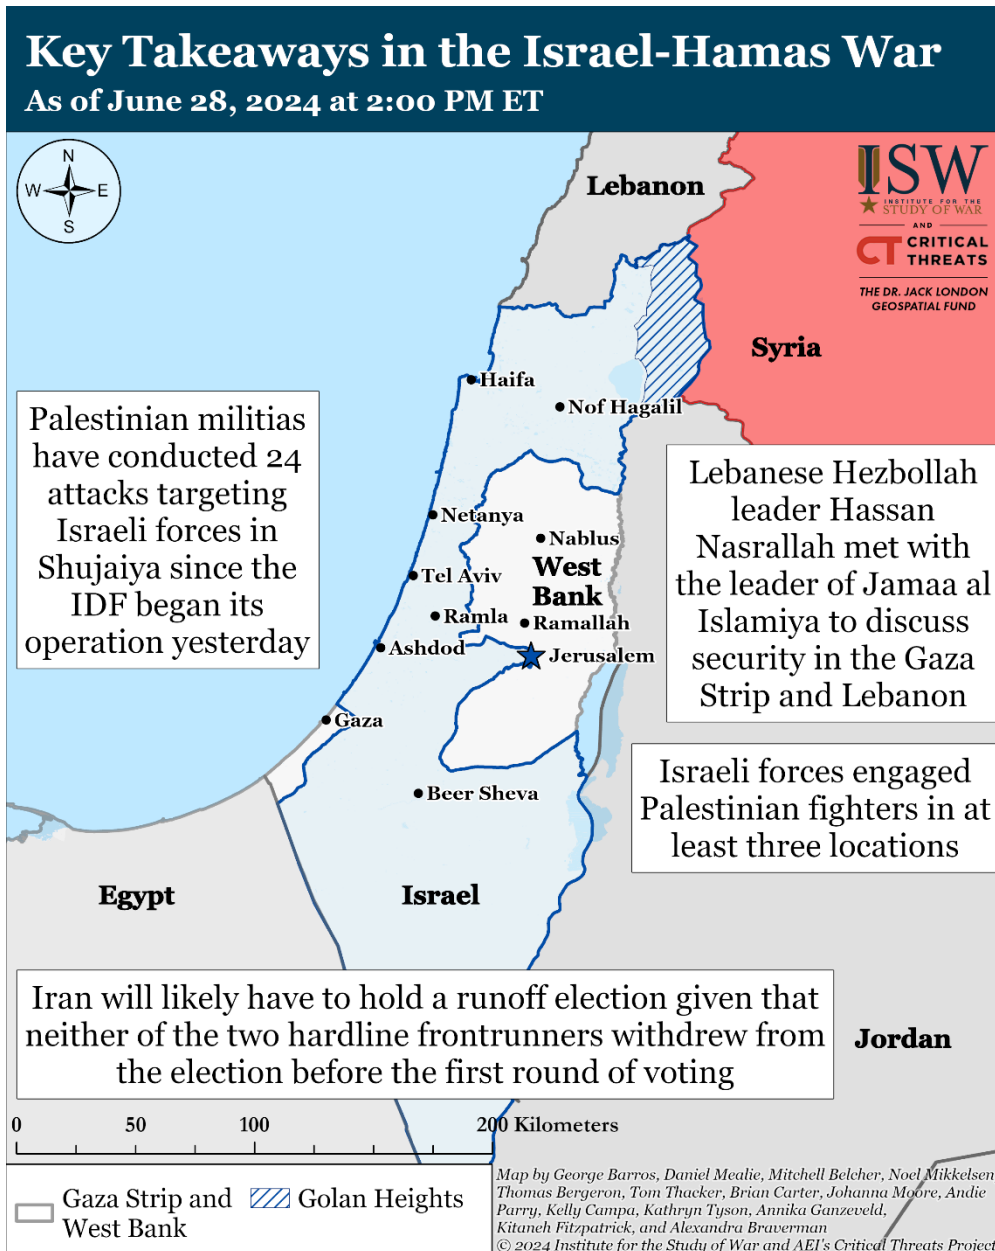 Key Takeaways in the Israel-Hamas War
As of June 28, 2024 at 2:00 PM ET
N
W
E
S
ISW
INSTITUTE FOR THE
STUDY OF WAR
AND
CT CRITICAL
THREATS
THE DR. JACK LONDON
GEOSPATIAL FUND
Lebanon
Syria
Haifa
Nof Hagalil
Palestinian militias
have conducted 24
attacks targeting
Israeli forces in
Shujaiya since the
IDF began its
operation yesterday
Netanya
Nablus
Tel Aviv
West
Bank
Ramla
Ramallah
Ashdod
Jerusalem
Gaza
Beer Sheva
Lebanese Hezbollah
leader Hassan
Nasrallah met with
the leader of Jamaa al
Islamiya to discuss
security in the Gaza
Strip and Lebanon
Israeli forces engaged
Palestinian fighters in at
least three locations
Egypt
Israel
Iran will likely have to hold a runoff election given that
neither of the two hardline frontrunners withdrew from
the election before the first round of voting
Jordan
0 50 100 200 Kilometers
Gaza Strip and
West Bank
Golan Heights
Map by George Barros, Daniel Mealie, Mitchell Belcher, Noel Mikkelsen
Thomas Bergeron, Tom Thacker, Brian Carter, Johanna Moore, Andie
Parry, Kelly Campa, Kathryn Tyson, Annika Ganzeveld,
Kitaneh Fitzpatrick, and Alexandra Braverman
© 2024 Institute for the Study of War and AEI's Critical Threats Project